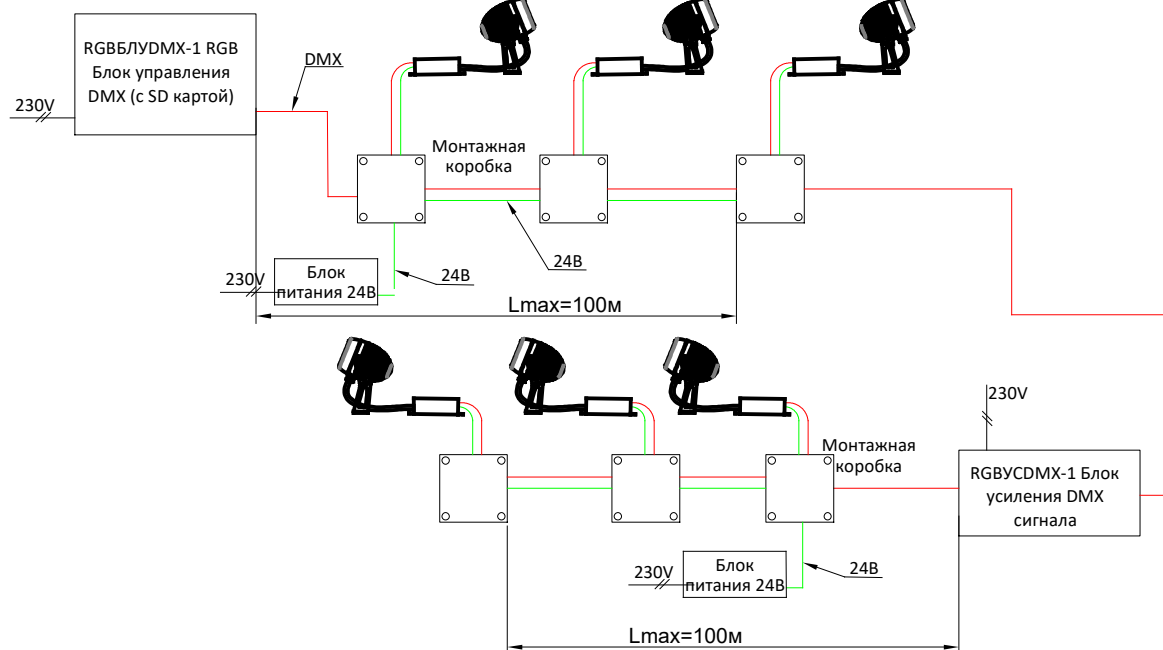 RGBБЛУDMX-1 RGB
Блок управления
DMX (с SD картой)
230V
DMX
Монтажная
коробка
24В
24В
230V
Блок
питания 24В
Lmax=100м
230V
Монтажная
коробка
RGBУСDMX-1 Блок
усиления DMX
сигнала
24В
230V
Блок
питания 24В
Lmax=100м